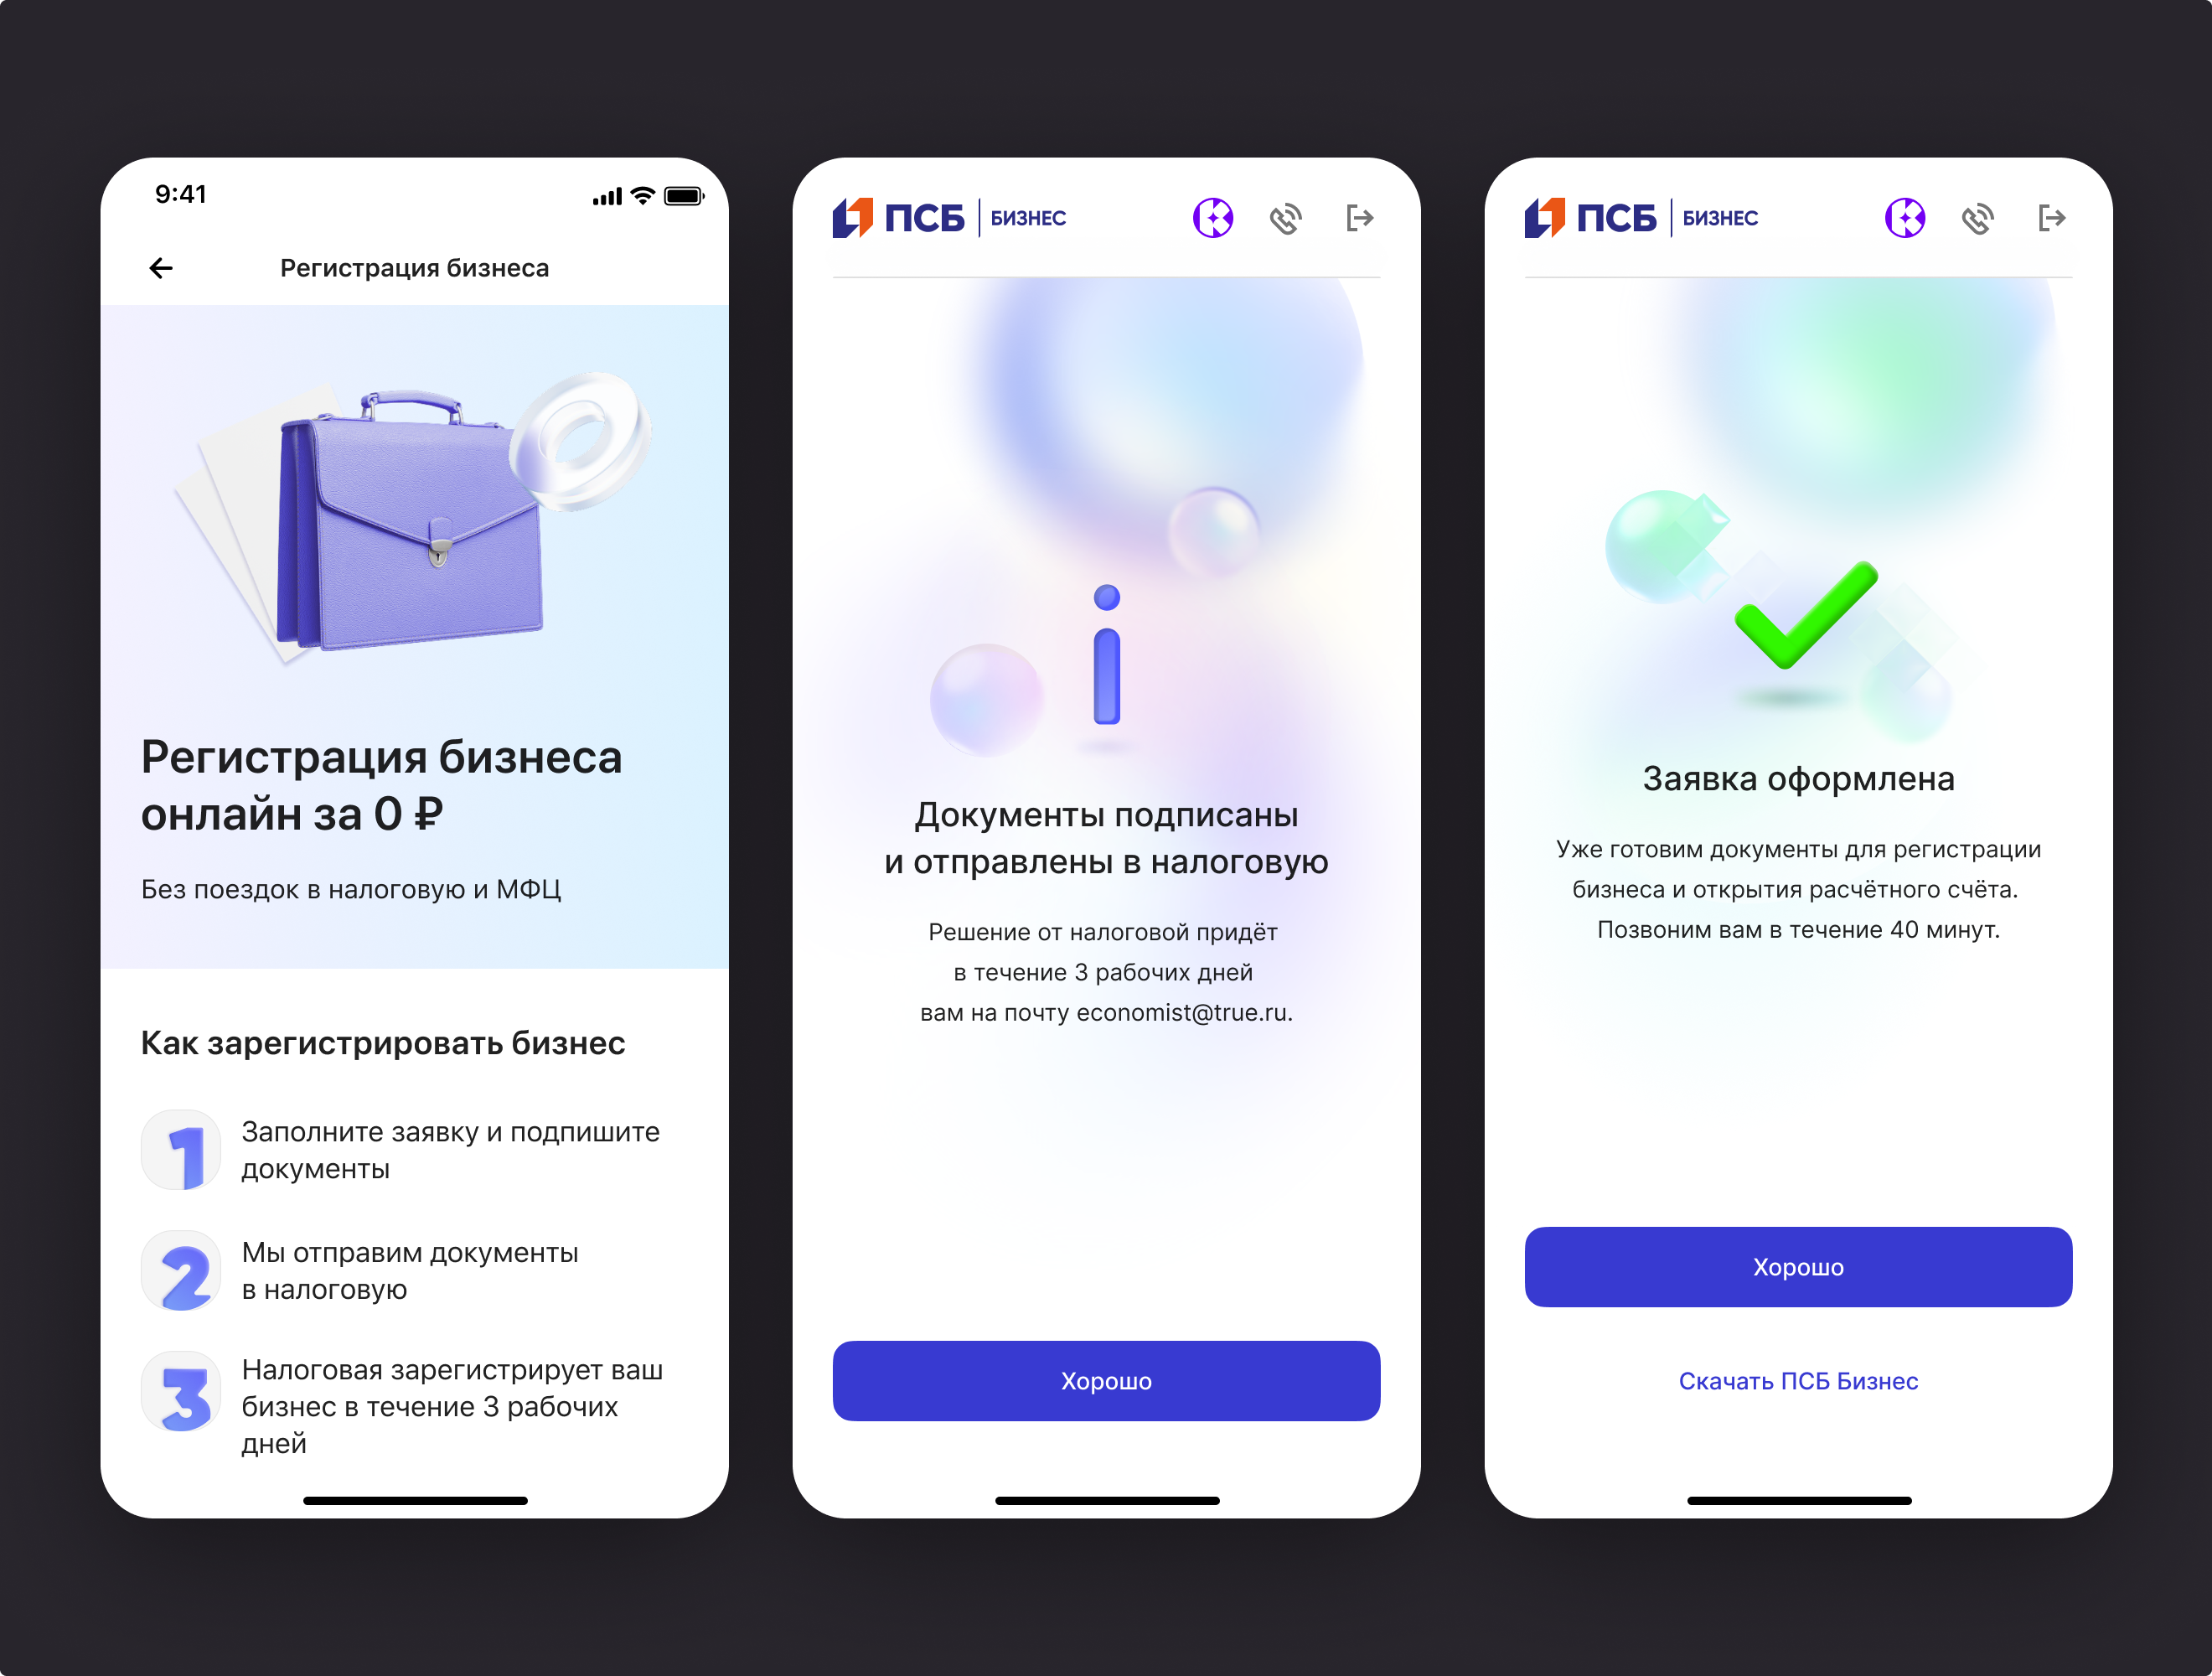 9:41
Регистрация бизнеса
Регистрация бизнеса
онлайн за 0 ₽
Без поездок в налоговую и МФЦ
Как зарегистрировать бизнес
1
Заполните заявку и подпишите
документы
2
Мы отправим документы
в налоговую
3
Налоговая зарегистрирует ваш
бизнес в течение 3 рабочих
дней
ПСБ БИЗНЕС
Документы подписаны
и отправлены в налоговую
Решение от налоговой придёт
в течение 3 рабочих дней
вам на почту economist@true.ru.
Хорошо
ПСБ БИЗНЕС
Заявка оформлена
Уже готовим документы для регистрации
бизнеса и открытия расчётного счёта.
Позвоним вам в течение 40 минут.
Хорошо
Скачать ПСБ Бизнес